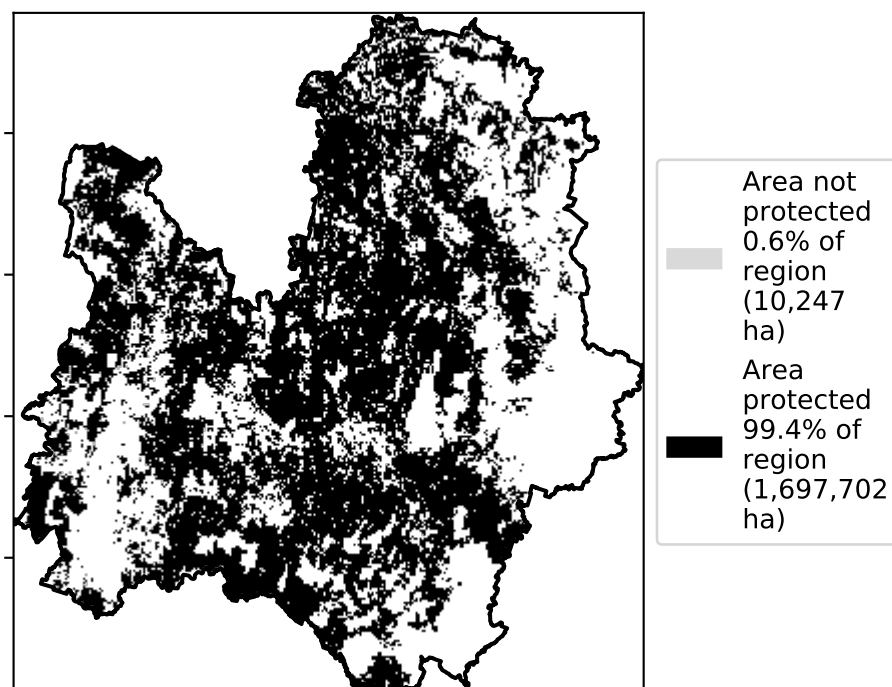 Area not
protected
0.6% of
region
(10,247
ha)
Area
protected
99.4% of
region
(1,697,702
ha)